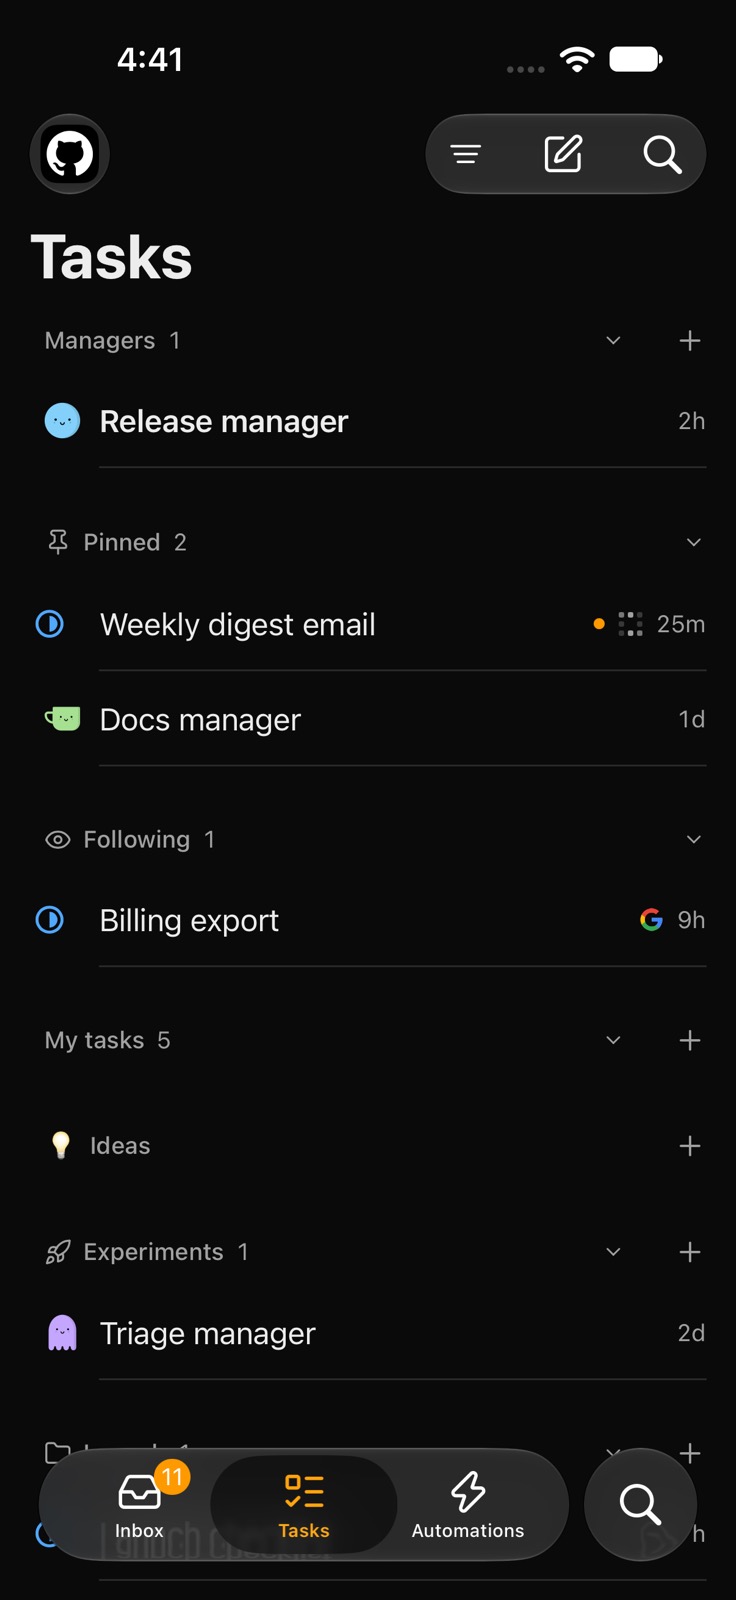 4:41
Tasks
Managers 1
Release manager 2h
Pinned 2
Weekly digest email 25m
Docs manager 1d
Following 1
Billing export 9h
My tasks 5
💡 Ideas
Experiments 1
Triage manager 2d
11
Inbox Tasks Automations
h